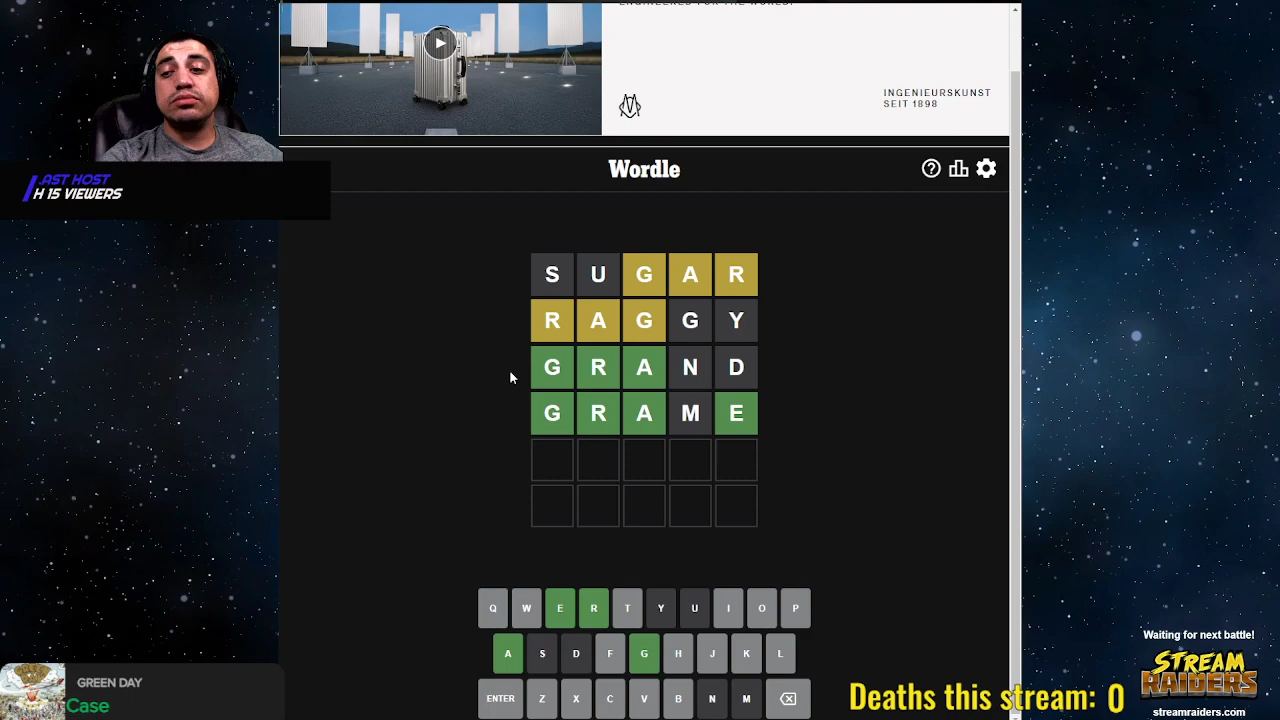 INGENIEURSKUNST
SEIT 1898
.AST HOST
H 15 VIEWERS
Wordle
S U G A R
R A G G Y
G R A N D
G R A M E
Q W E R T Y U I O P
A S D F G H J K L
ENTER Z X C V B N M
GREEN DAY
Case
Deaths this stream: 0
Waiting for next battle!
STREAM
RAIDERS
streamraiders.com